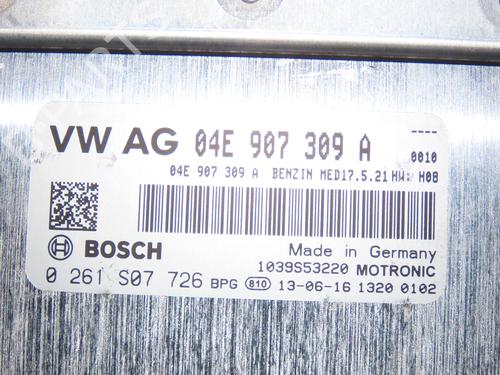 VW AG 04E 907 309 A
----
0010
04E 907 309 A BENZIN MED17.5.21 HW: H08
BOSCH
Made in Germany
1039S53220 MOTRONIC
0 261 S07 726 BPG 810 13-06-16 1320 0102